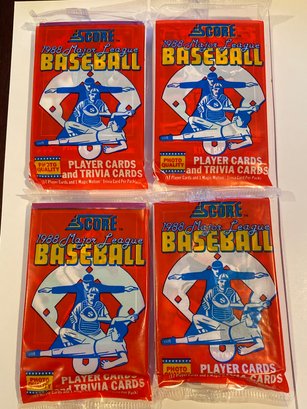 SCORE
1988 Major League
BASEBALL
PHOTO
QUALITY
PLAYER CARDS
and TRIVIA CARDS
SCORE
1988 Major League
BASEBALL
PHOTO
QUALITY
PLAYER CARDS
and TRIVIA CARDS
SCORE
1988 Major League
BASEBALL
PHOTO
PLAYER CARDS
TRIVIA CARDS
SCORE
1988 Major League
BASEBALL
PHOTO
PLAYER CARDS
TRIVIA CARDS